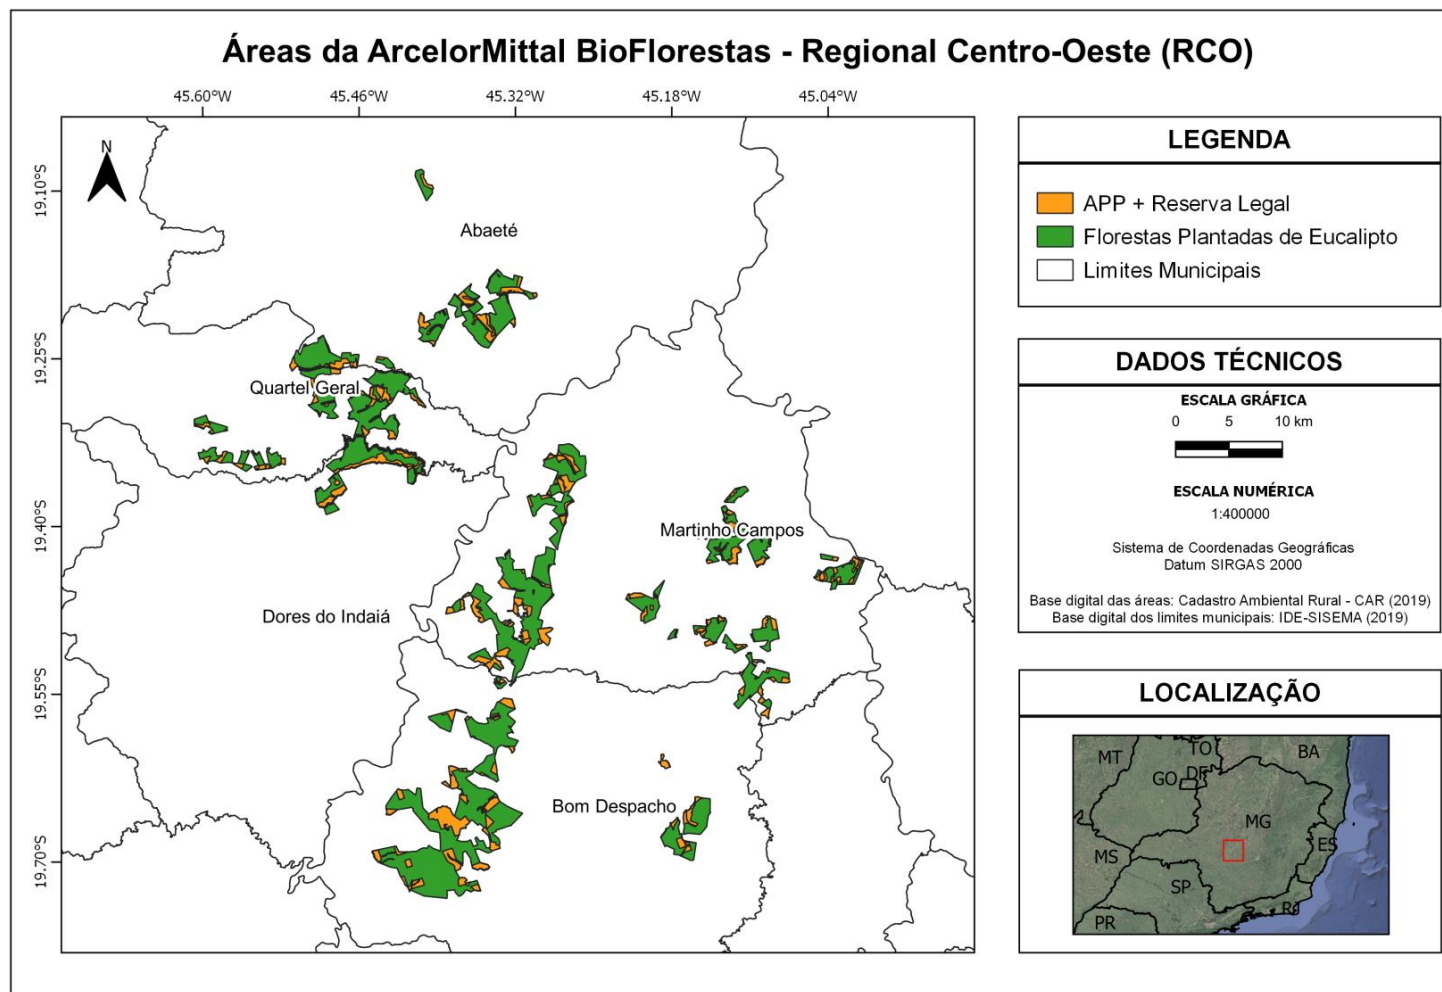 Áreas da ArcelorMittal BioFlorestas - Regional Centro-Oeste (RCO)
45.60°W 45.46°W 45.32°W 45.18°W 45.04°W
N
19.10°S
19.25°S
19.40°S
19.55°S
19.70°S
Abaeté
Quartel Geral
Martinho Campos
Dores do Indaiá
Bom Despacho
LEGENDA
APP + Reserva Legal
Florestas Plantadas de Eucalipto
Limites Municipais
DADOS TÉCNICOS
ESCALA GRÁFICA
0 5 10 km
ESCALA NUMÉRICA
1:400000
Sistema de Coordenadas Geográficas
Datum SIRGAS 2000
Base digital das áreas: Cadastro Ambiental Rural - CAR (2019)
Base digital dos limites municipais: IDE-SISEMA (2019)
LOCALIZAÇÃO
MT TO BA
GO DF
MG
MS ES
SP
PR RJ